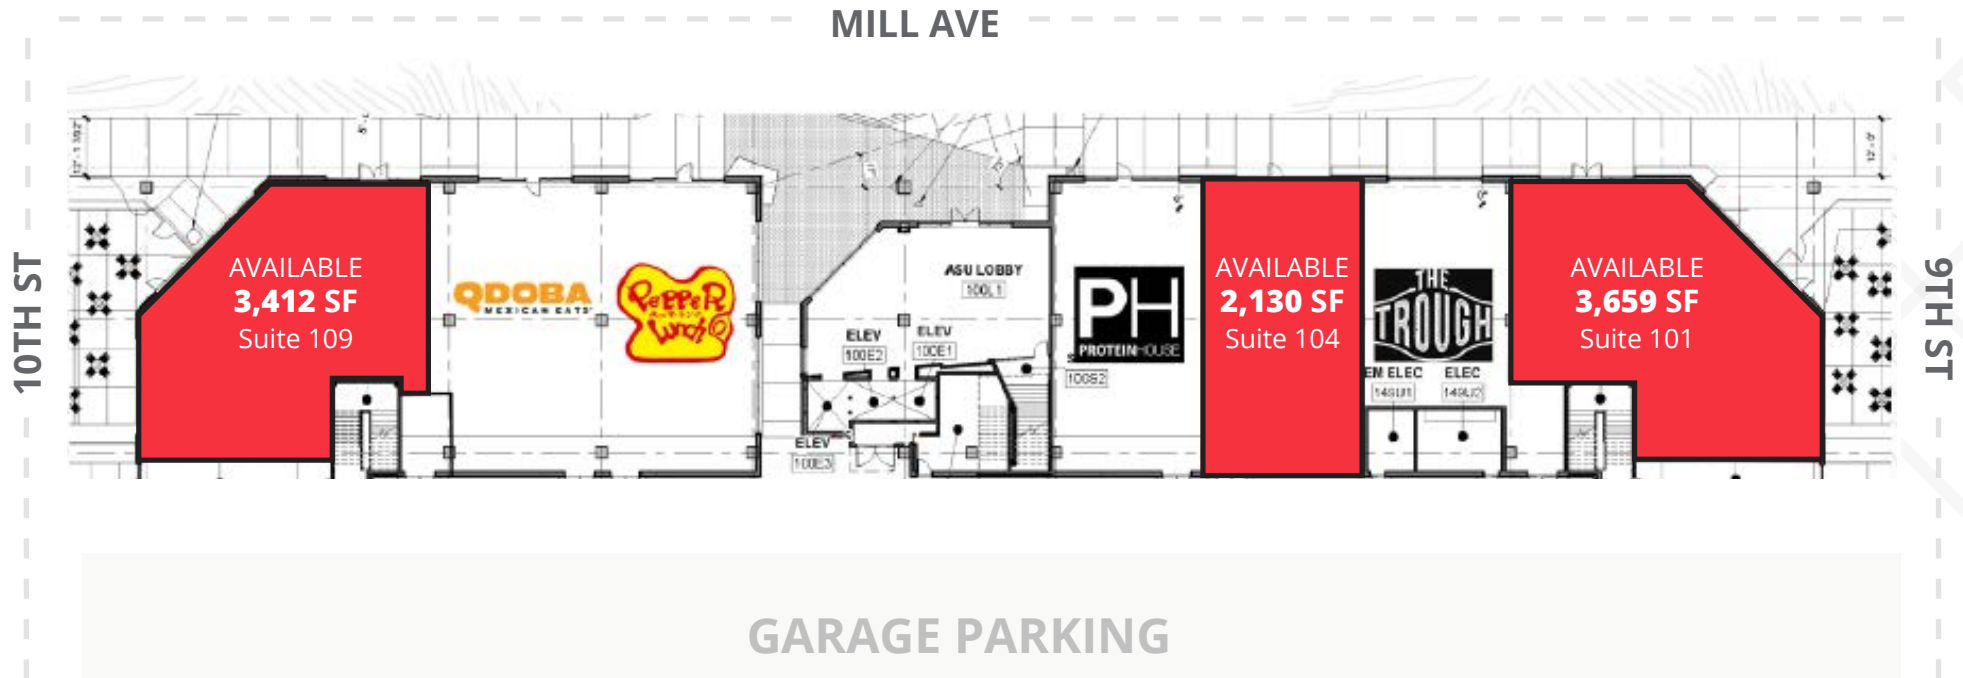 MILL AVE
10TH ST
9TH ST
12'-0"
AVAILABLE
3,412 SF
Suite 109
QDOBA
MEXICAN EATS
PEPPER
Lunch
ASU LOBBY
100L1
ELEV
100E2
ELEV
100E1
ELEV
100E3
PH
PROTEINHOUSE
100S2
AVAILABLE
2,130 SF
Suite 104
THE
TROUGH
EM ELEC
ELEC
AVAILABLE
3,659 SF
Suite 101
GARAGE PARKING